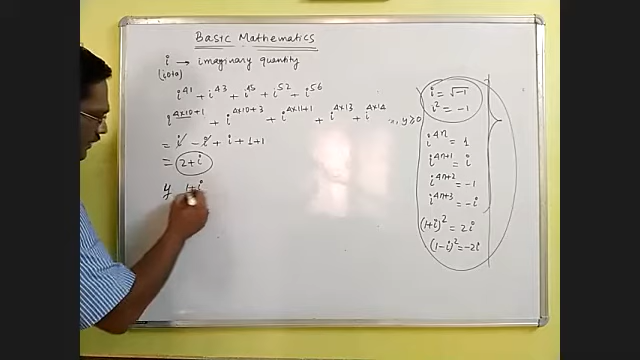 Basic Mathematics
i → imaginary quantity
(iota)
i^41 + i^43 + i^45 + i^52 + i^56
i^4×10+1 + i^4×10+3 + i^4×11+1 + i^4×13 + i^4×14
= i - i + i + 1 + 1
= 2+i
y 1+i
, y ≥ 0
i = √-1
i² = -1
i^4n = 1
i^4n+1 = i
i^4n+2 = -1
i^4n+3 = -i
(1+i)² = 2i
(1-i)² = -2i